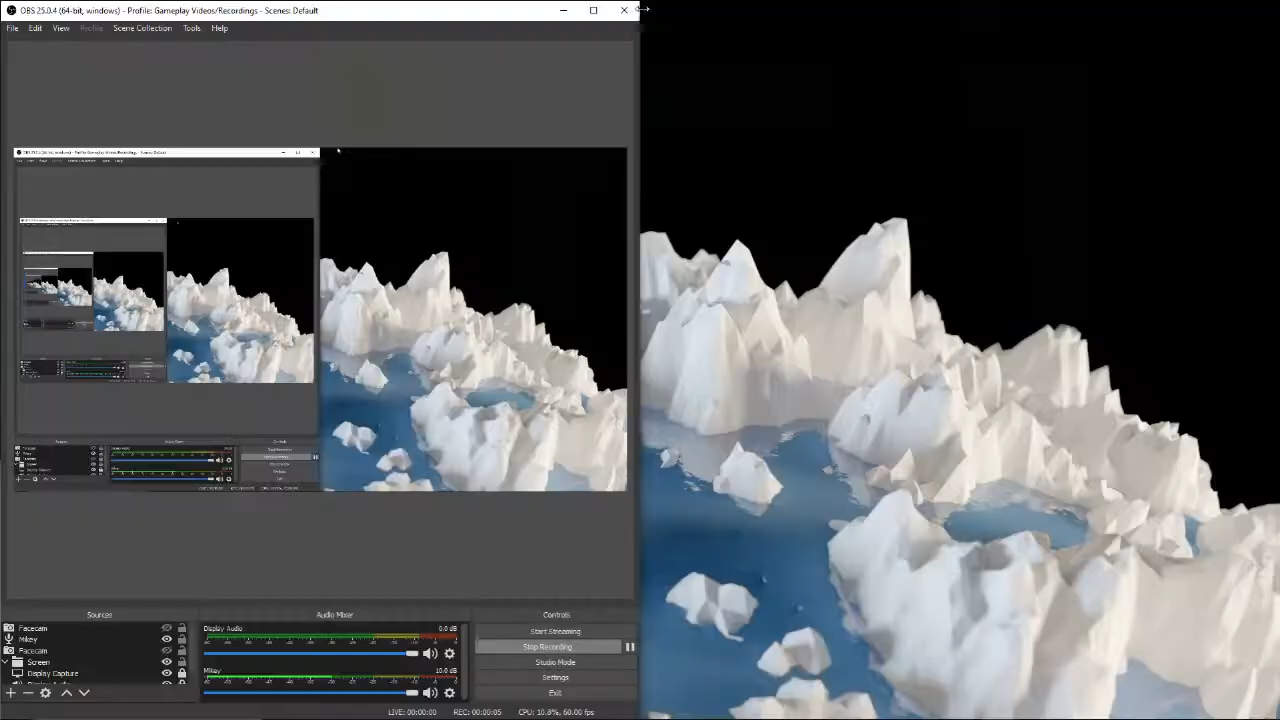 OBS 25.0.4 (64-bit, windows) - Profile: Gameplay Videos/Recordings - Scenes: Default
File Edit View Profile Scene Collection Tools Help
Sources
Audio Mixer
Controls
Facecam
Mikey
Facecam
Screen
Display Capture
Display Audio 0.0 dB
Mikey 10.0 dB
Start Streaming
Stop Recording
Studio Mode
Settings
Exit
LIVE: 00:00:00 REC: 00:00:05 CPU: 10.8%, 60.00 fps